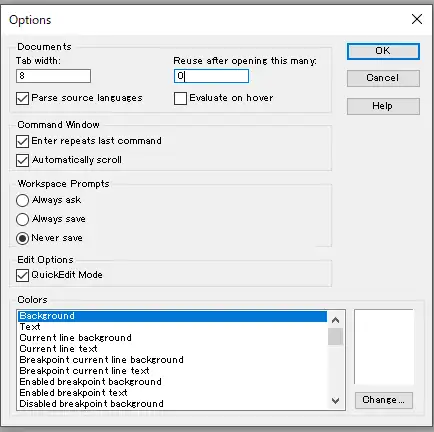 Options
Documents
Tab width:
Reuse after opening this many:
8
0
Parse source languages
Evaluate on hover
OK
Cancel
Help
Command Window
Enter repeats last command
Automatically scroll
Workspace Prompts
Always ask
Always save
Never save
Edit Options
QuickEdit Mode
Colors
Background
Text
Current line background
Current line text
Breakpoint current line background
Breakpoint current line text
Enabled breakpoint background
Enabled breakpoint text
Disabled breakpoint background
Change...